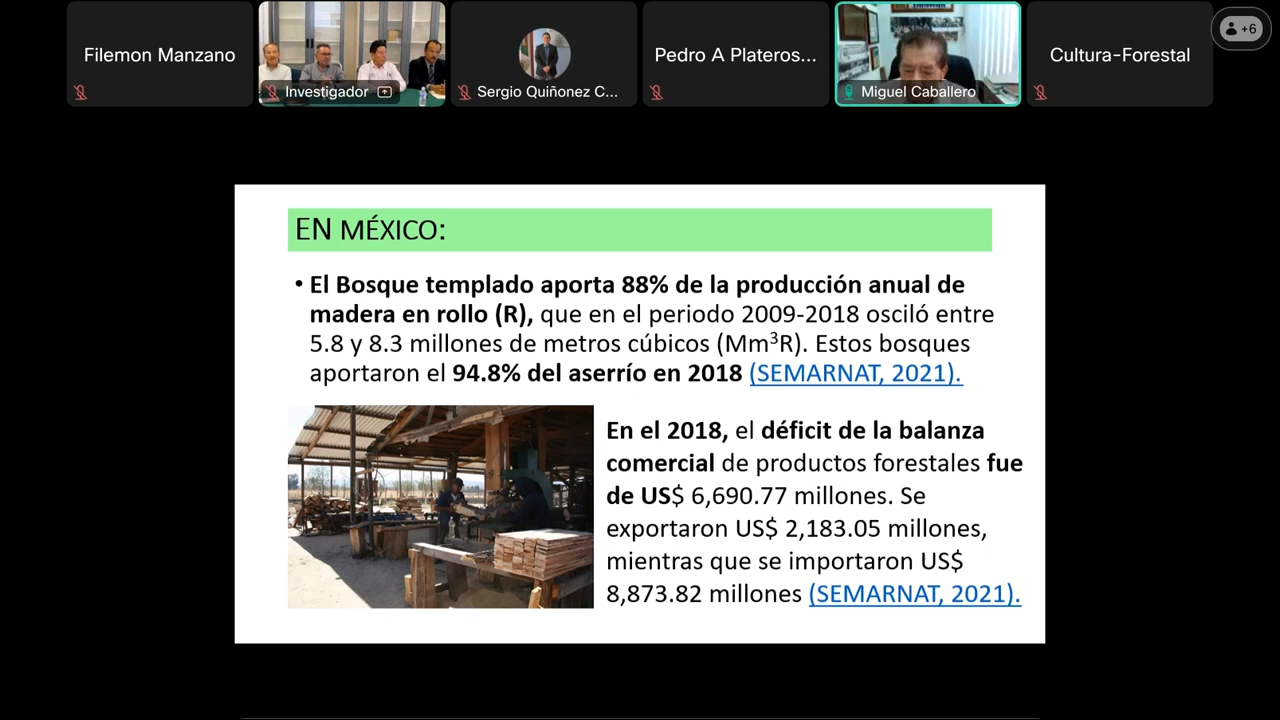 Filemon Manzano
Investigador
Sergio Quiñonez C...
Pedro A Plateros...
Miguel Caballero
Cultura-Forestal
+6
EN MÉXICO:
• El Bosque templado aporta 88% de la producción anual de
madera en rollo (R), que en el periodo 2009-2018 osciló entre
5.8 y 8.3 millones de metros cúbicos (Mm³R). Estos bosques
aportaron el 94.8% del aserrío en 2018 (SEMARNAT, 2021).
En el 2018, el déficit de la balanza
comercial de productos forestales fue
de US$ 6,690.77 millones. Se
exportaron US$ 2,183.05 millones,
mientras que se importaron US$
8,873.82 millones (SEMARNAT, 2021).